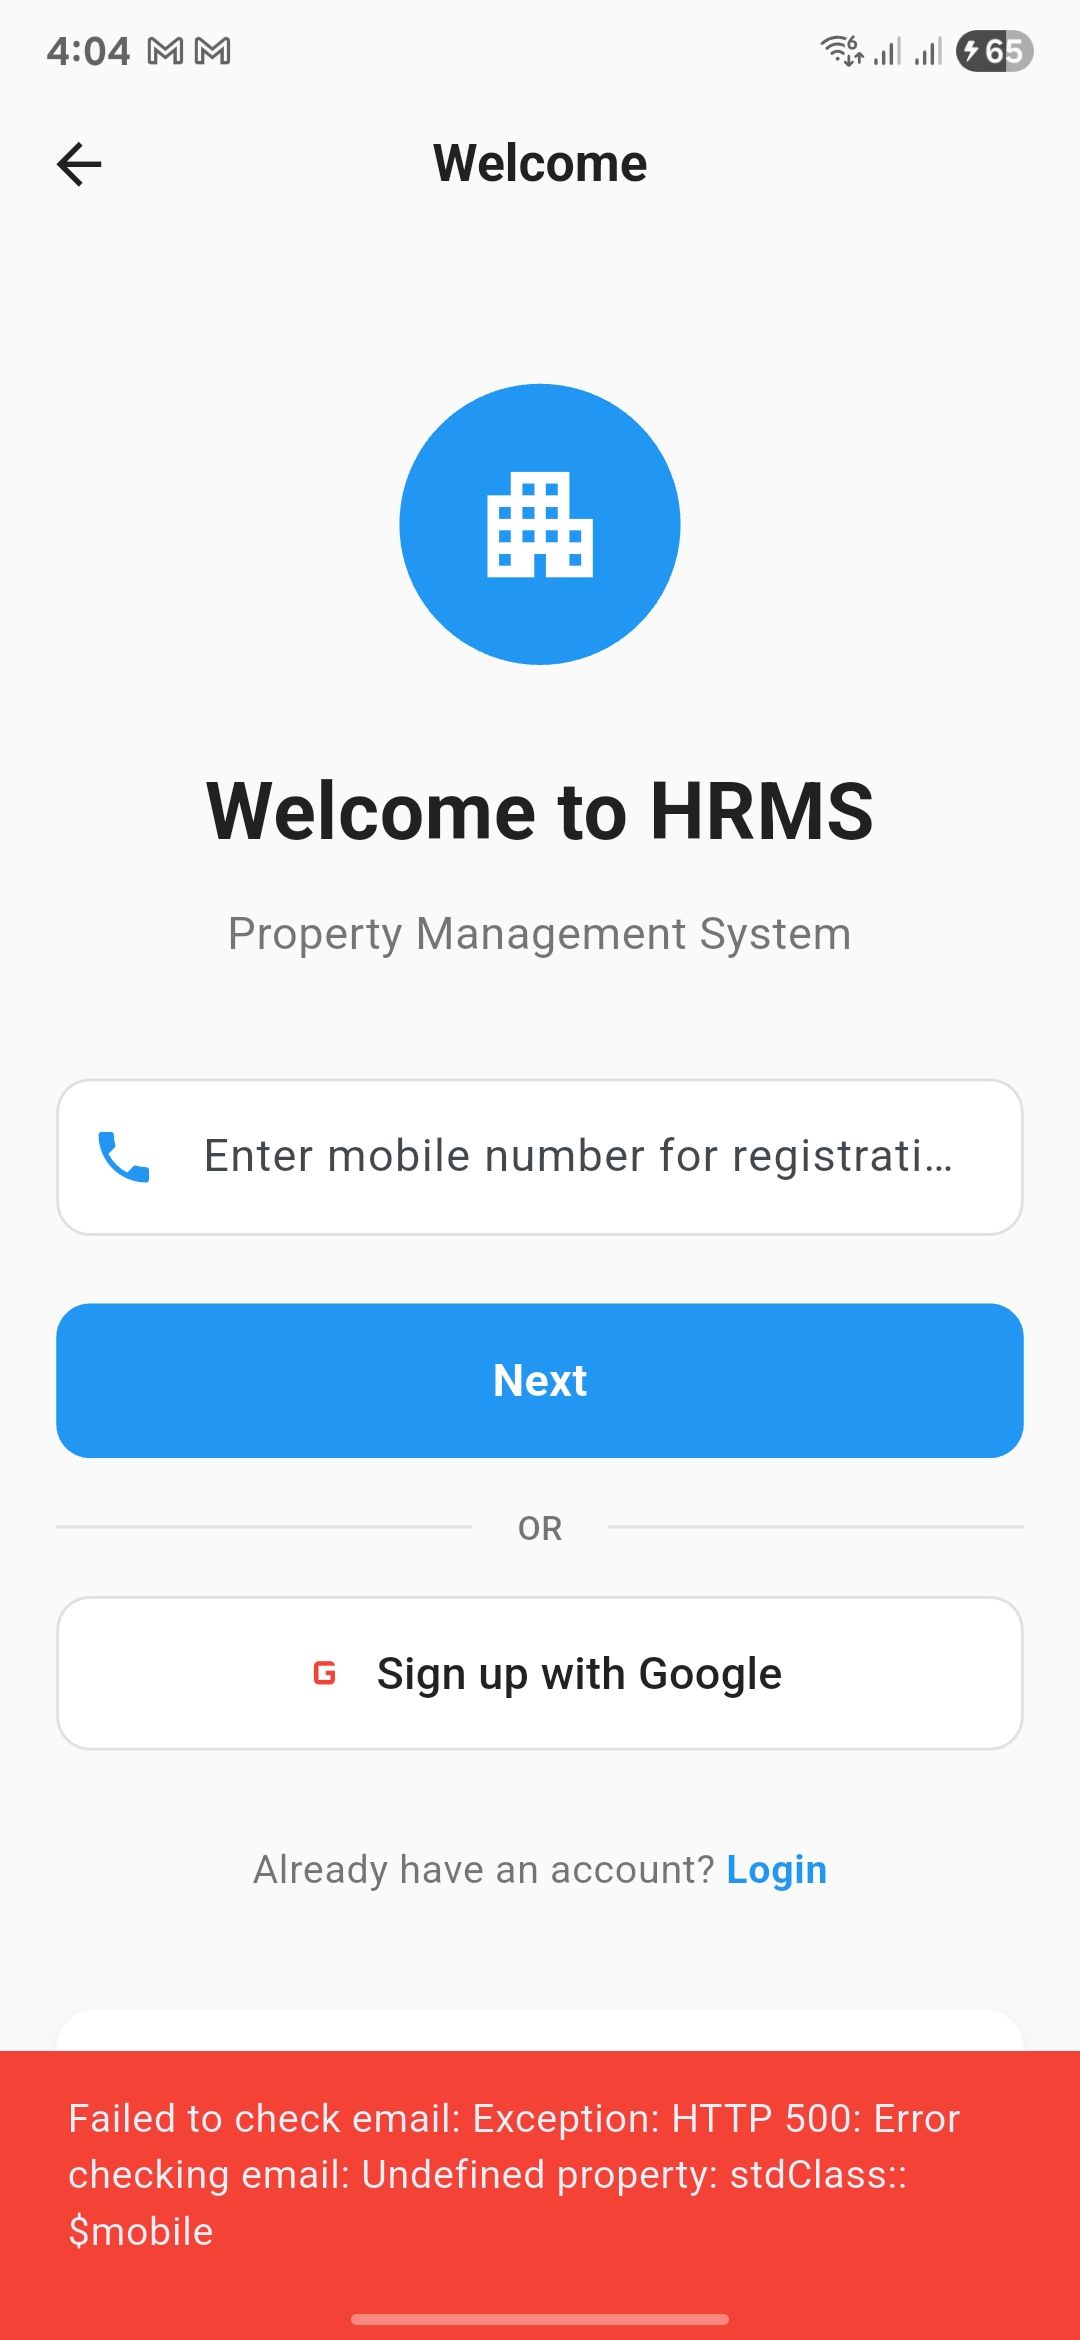 4:04
6
65
Welcome
Welcome to HRMS
Property Management System
Enter mobile number for registrati...
Next
OR
G Sign up with Google
Already have an account? Login
Failed to check email: Exception: HTTP 500: Error
checking email: Undefined property: stdClass::
$mobile